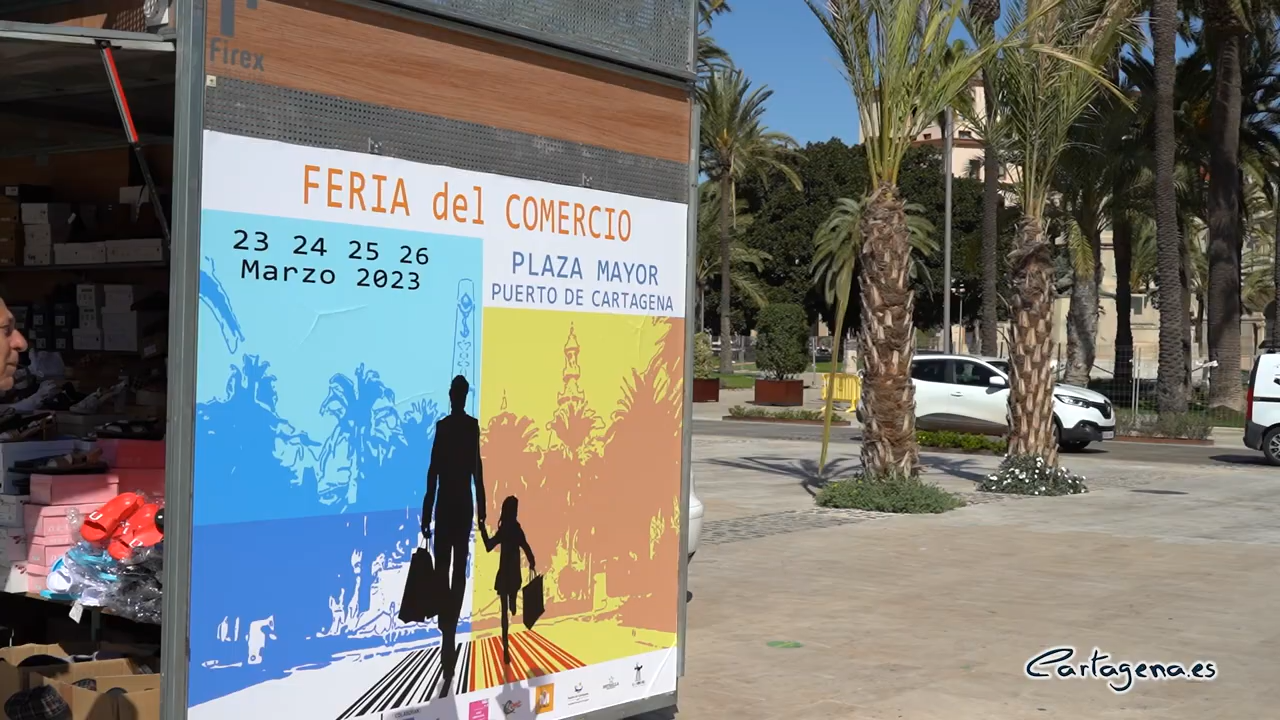 Firex
FERIA del COMERCIO
23 24 25 26
Marzo 2023
PLAZA MAYOR
PUERTO DE CARTAGENA
Cartagena.es